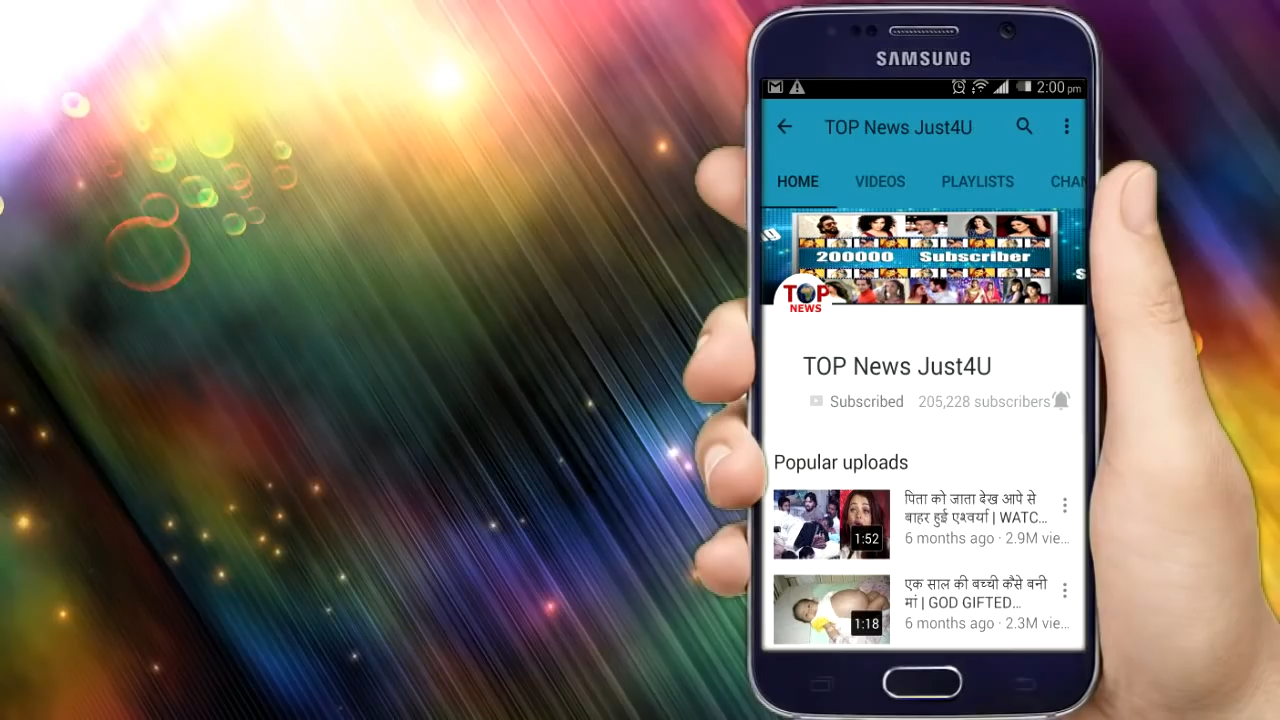 SAMSUNG
2:00 pm
TOP News Just4U
HOME VIDEOS PLAYLISTS CHAN
200000 Subscriber
TOP
NEWS
TOP News Just4U
Subscribed 205,228 subscribers
Popular uploads
पिता को जाता देख आपे से
बाहर हुई एश्वर्या | WATC...
1:52
6 months ago · 2.9M vie...
एक साल की बच्ची कैसे बनी
मां | GOD GIFTED...
1:18
6 months ago · 2.3M vie...